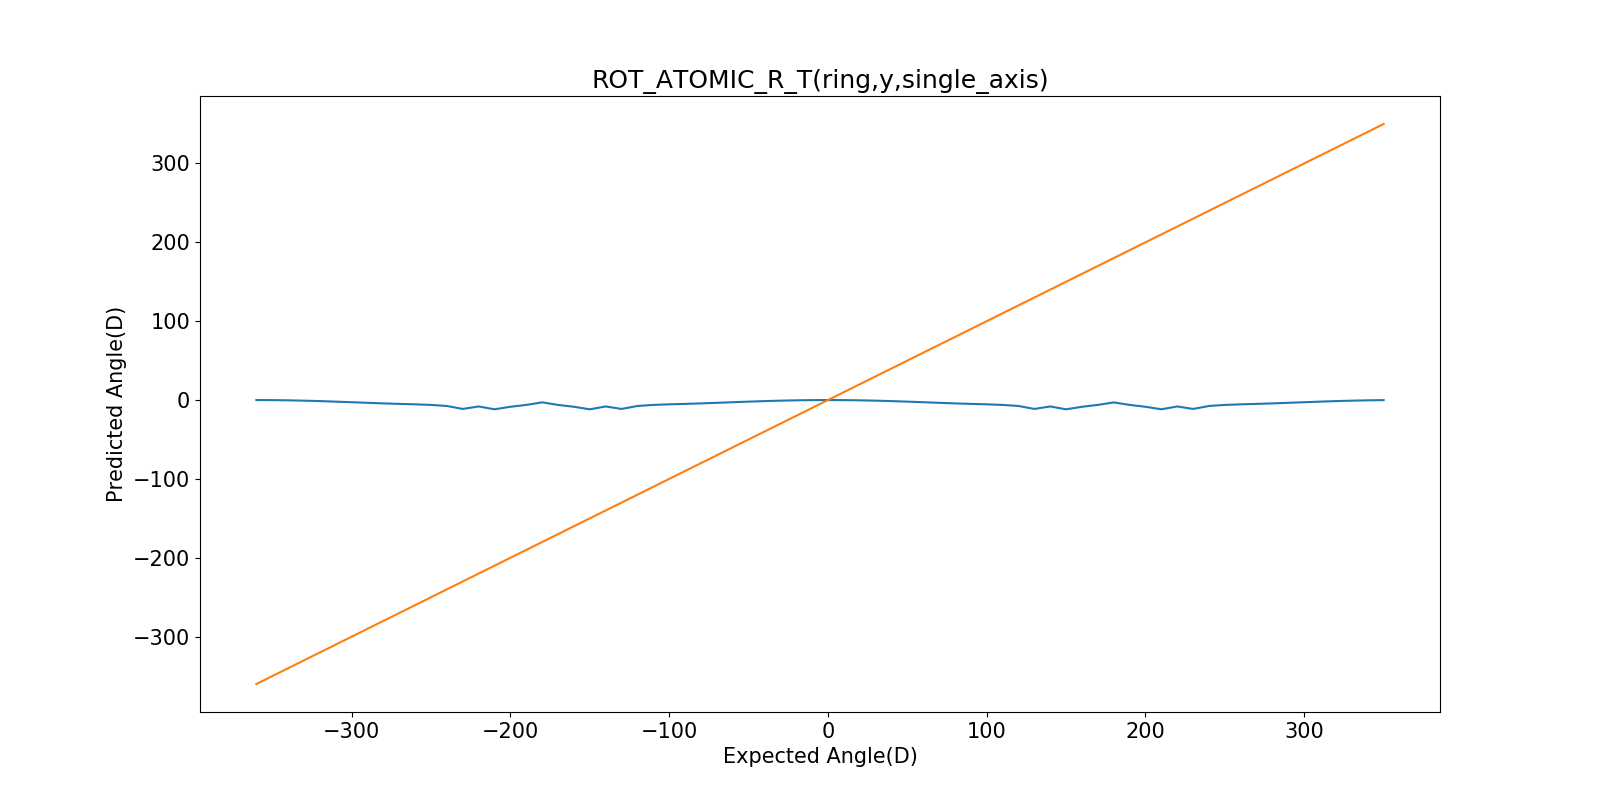 ROT_ATOMIC_R_T(ring,y,single_axis)
Predicted Angle(D)
300
200
100
0
−100
−200
−300
−300 −200 −100 0 100 200 300
Expected Angle(D)